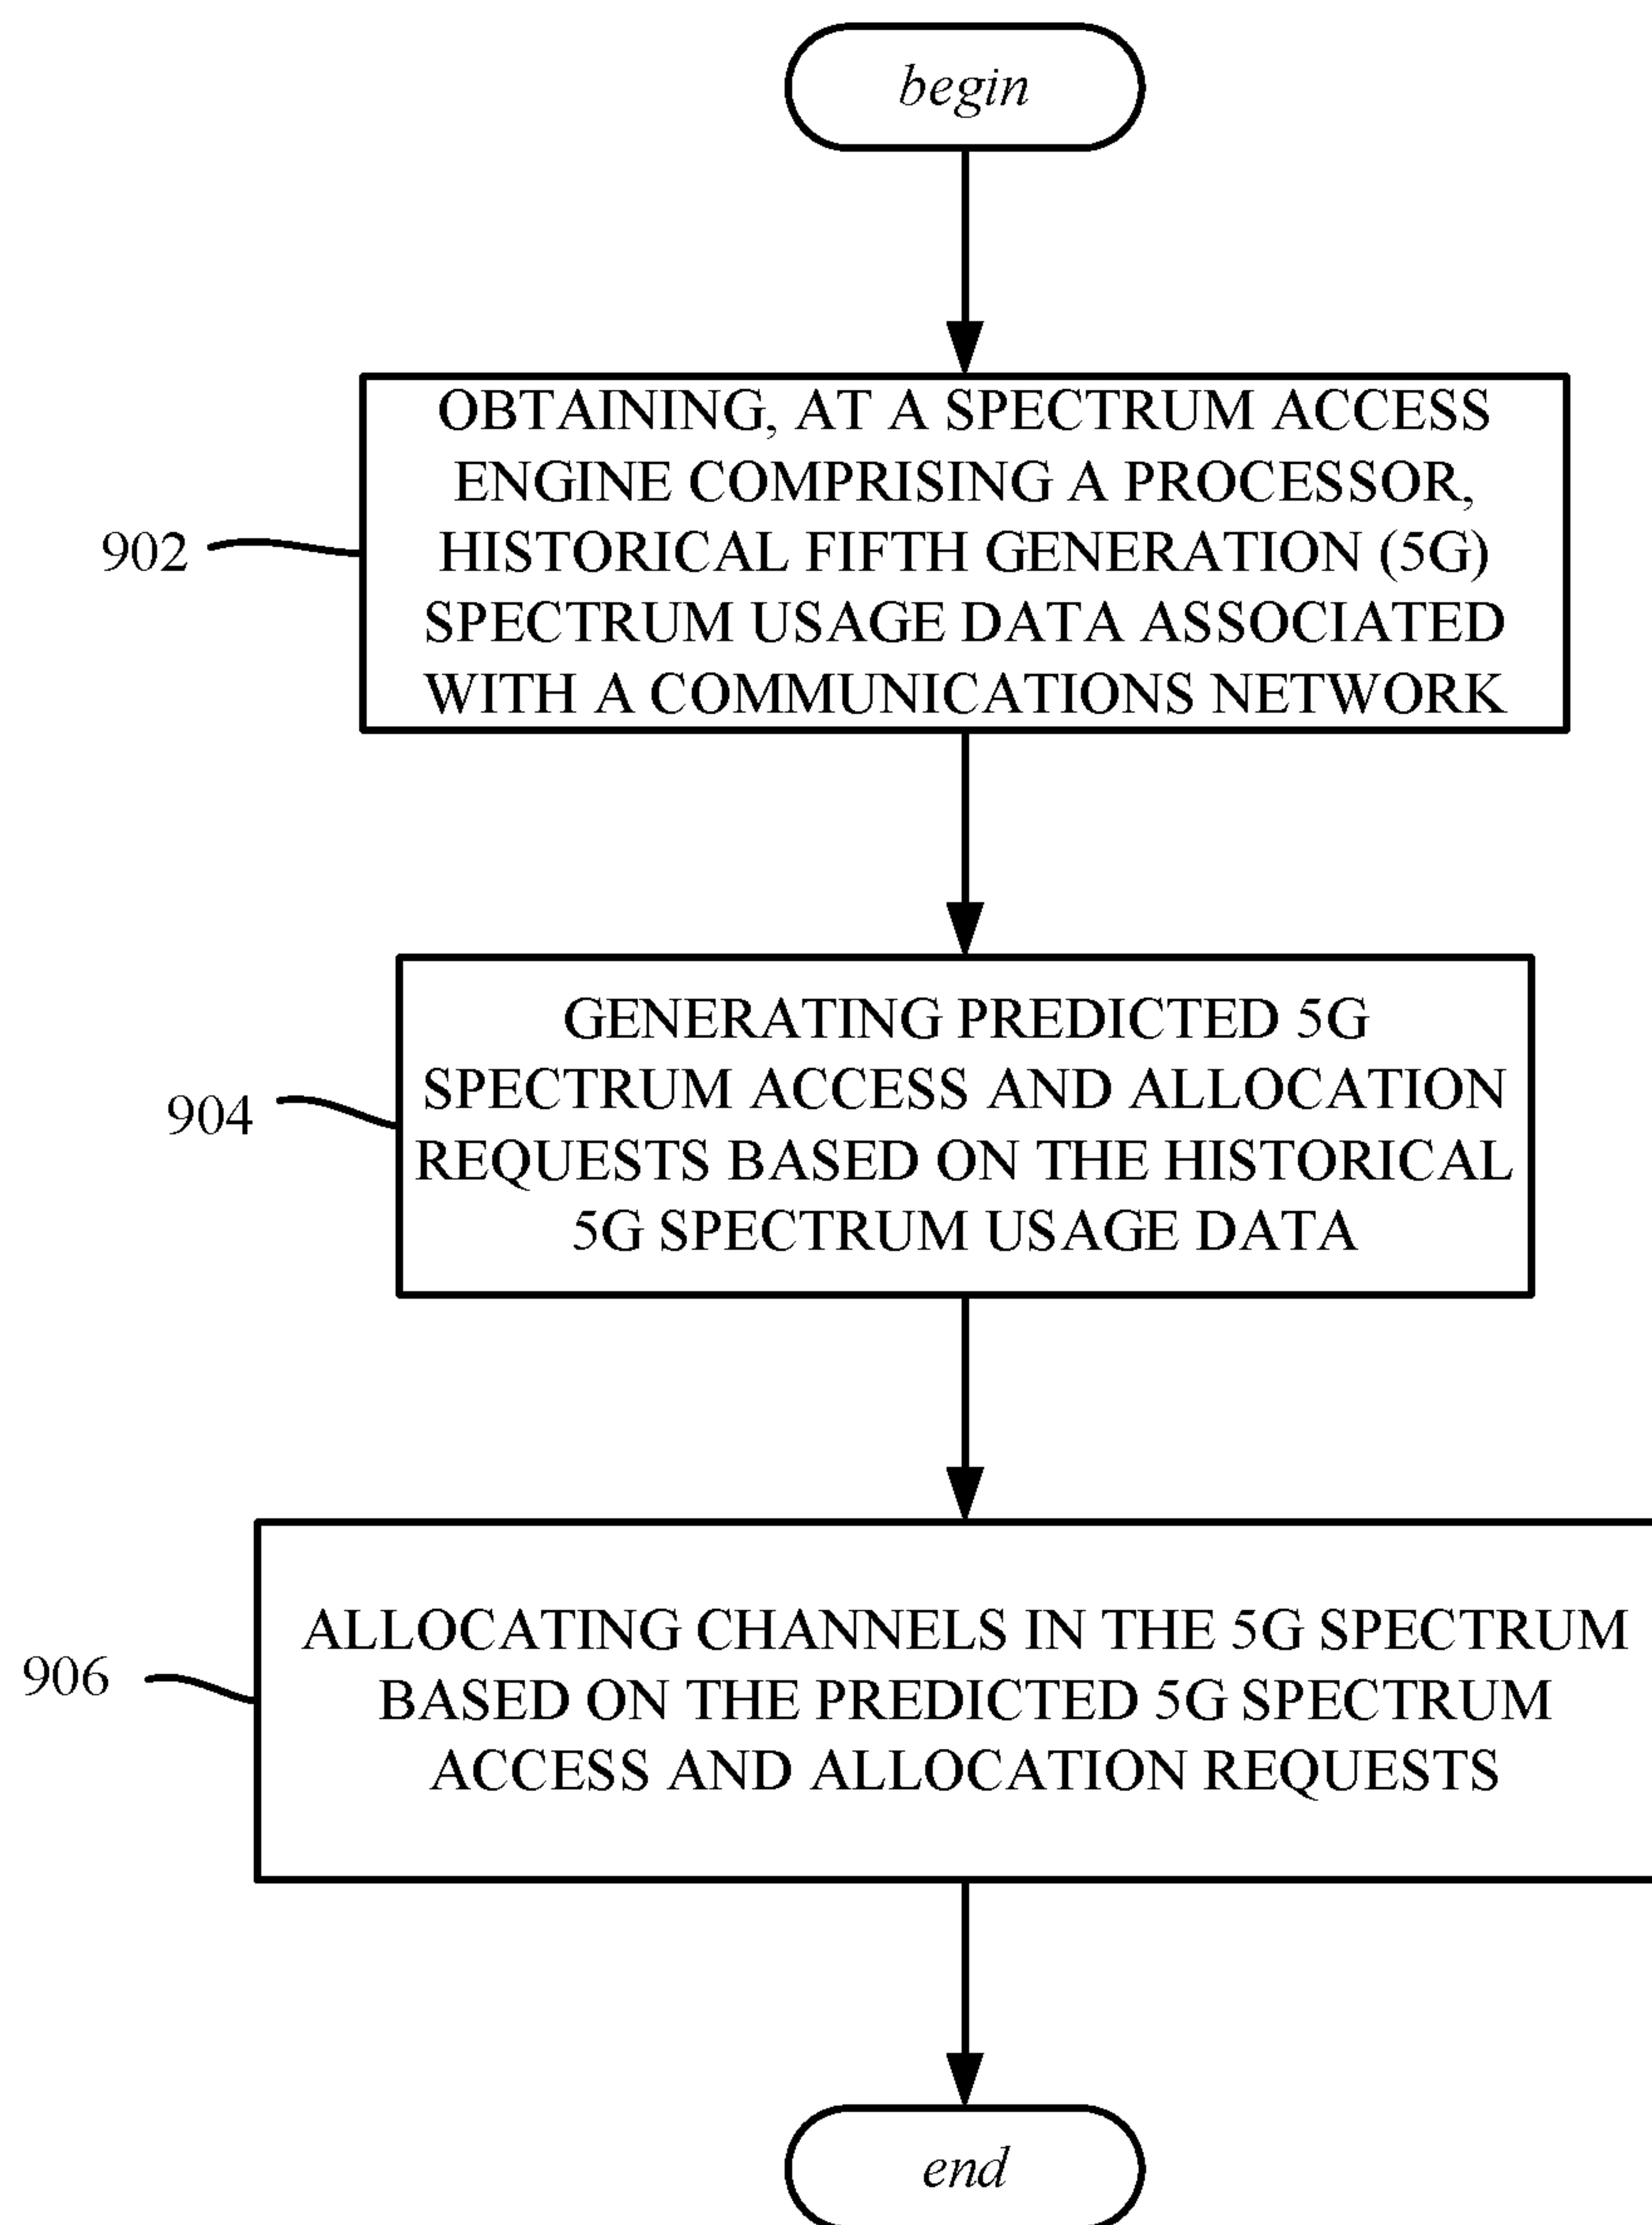 begin
OBTAINING, AT A SPECTRUM ACCESS
ENGINE COMPRISING A PROCESSOR,
HISTORICAL FIFTH GENERATION (5G)
SPECTRUM USAGE DATA ASSOCIATED
WITH A COMMUNICATIONS NETWORK
902
GENERATING PREDICTED 5G
SPECTRUM ACCESS AND ALLOCATION
REQUESTS BASED ON THE HISTORICAL
5G SPECTRUM USAGE DATA
904
ALLOCATING CHANNELS IN THE 5G SPECTRUM
BASED ON THE PREDICTED 5G SPECTRUM
ACCESS AND ALLOCATION REQUESTS
906
end